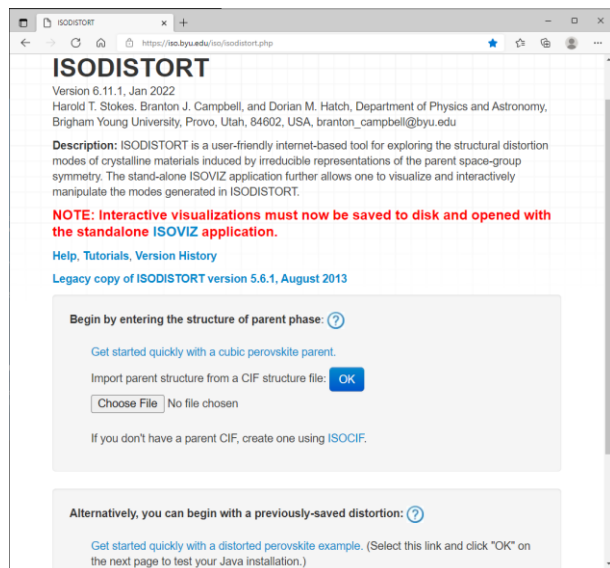 ISODISTORT
https://iso.byu.edu/iso/isodistort.php
ISODISTORT
Version 6.11.1, Jan 2022
Harold T. Stokes. Branton J. Campbell, and Dorian M. Hatch, Department of Physics and Astronomy,
Brigham Young University, Provo, Utah, 84602, USA, branton_campbell@byu.edu
Description: ISODISTORT is a user-friendly internet-based tool for exploring the structural distortion
modes of crystalline materials induced by irreducible representations of the parent space-group
symmetry. The stand-alone ISOVIZ application further allows one to visualize and interactively
manipulate the modes generated in ISODISTORT.
NOTE: Interactive visualizations must now be saved to disk and opened with
the standalone ISOVIZ application.
Help, Tutorials, Version History
Legacy copy of ISODISTORT version 5.6.1, August 2013
Begin by entering the structure of parent phase: ?
Get started quickly with a cubic perovskite parent.
Import parent structure from a CIF structure file: OK
Choose File No file chosen
If you don't have a parent CIF, create one using ISOCIF.
Alternatively, you can begin with a previously-saved distortion: ?
Get started quickly with a distorted perovskite example. (Select this link and click "OK" on
the next page to test your Java installation.)